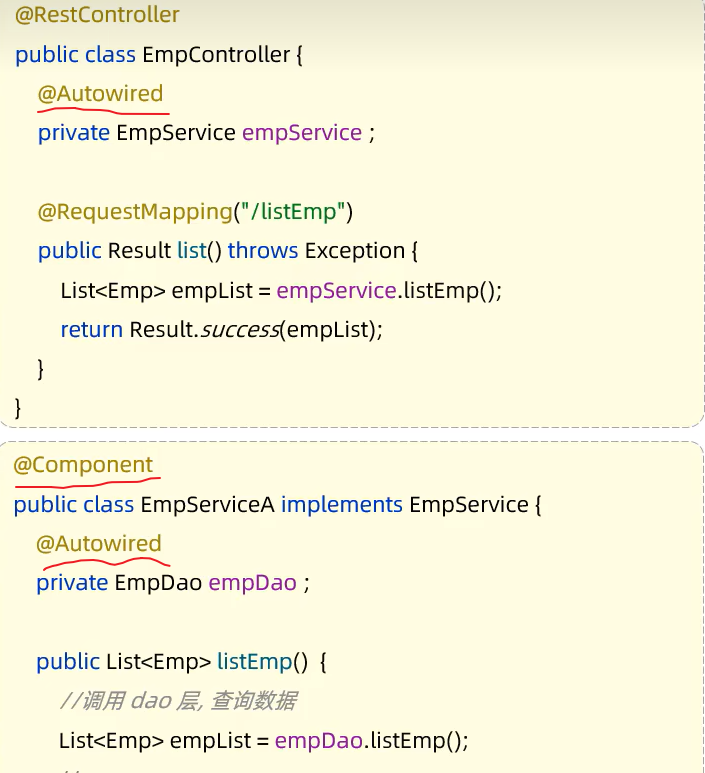 @RestController
public class EmpController {
@Autowired
private EmpService empService ;
@RequestMapping("/listEmp")
public Result list() throws Exception {
List<Emp> empList = empService.listEmp();
return Result.success(empList);
}
}
@Component
public class EmpServiceA implements EmpService {
@Autowired
private EmpDao empDao ;
public List<Emp> listEmp() {
//调用 dao 层, 查询数据
List<Emp> empList = empDao.listEmp();